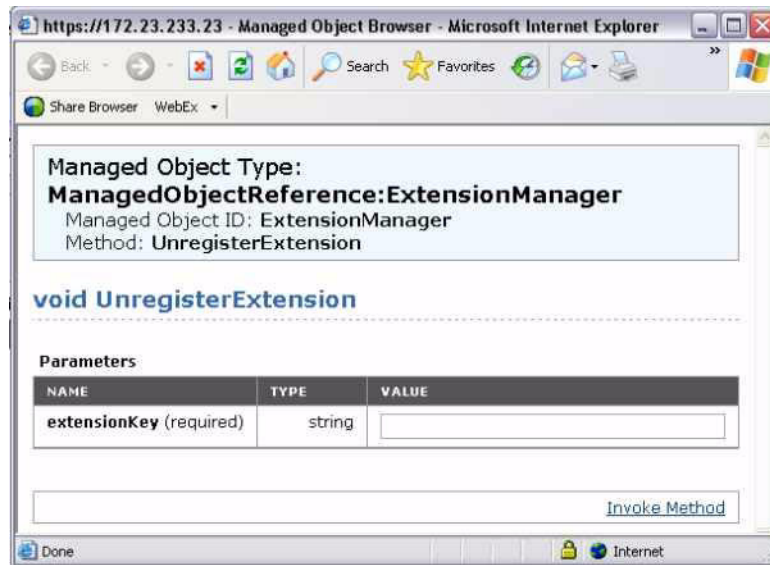 https://172.23.233.23 - Managed Object Browser - Microsoft Internet Explorer
Back Search Favorites »
Share Browser WebEx
Managed Object Type:
ManagedObjectReference:ExtensionManager
Managed Object ID: ExtensionManager
Method: UnregisterExtension
void UnregisterExtension
Parameters
NAME TYPE VALUE
extensionKey (required) string
Invoke Method
Done Internet